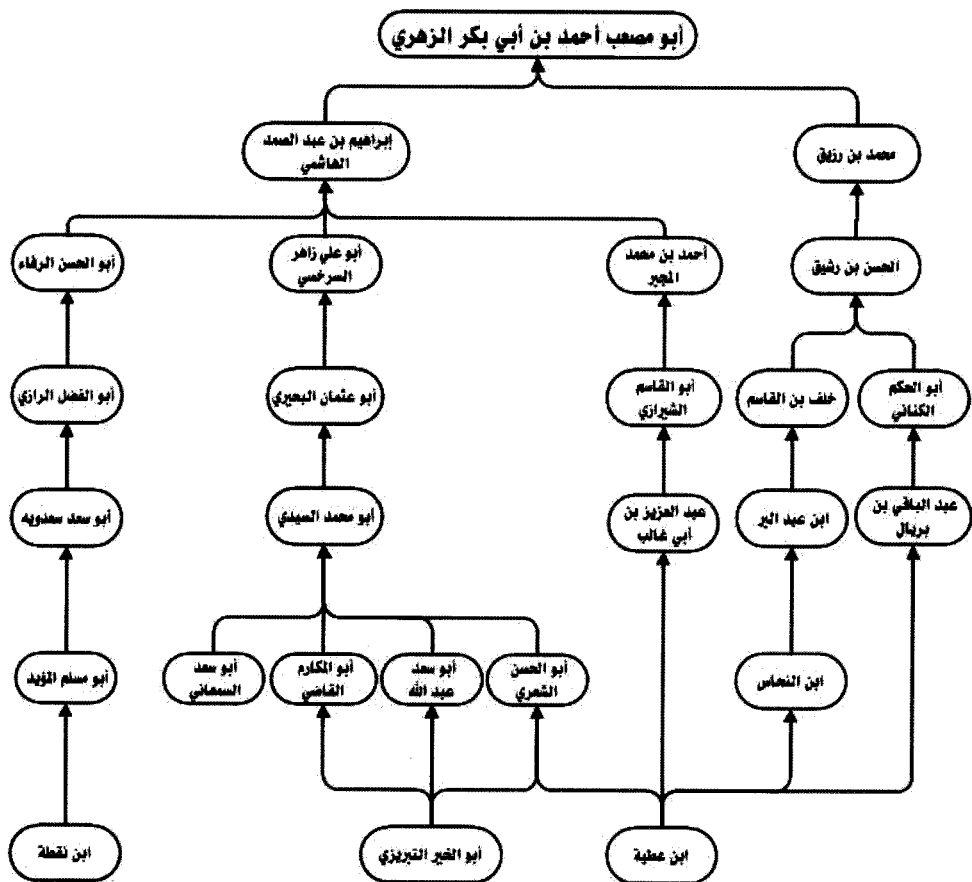 أبو مصعب أحمد بن أبي بكر الزهري
محمد بن رزيق
إبراهيم بن عبد الصمد
الهاشمي
الحسن بن رشيق
أحمد بن محمد
المجبر
أبو علي زاهر
السرخسي
أبو الحسن الرفاء
أبو الحكم
الكناني
خلف بن القاسم
أبو القاسم
الشيرازي
أبو عثمان البحيري
أبو الفضل الرازي
عبد الباقي بن
بريال
ابن عبد البر
عبد العزيز بن
أبي غالب
أبو محمد السيدي
أبو سعد سعدويه
ابن النحاس
أبو الحسن
الشعري
أبو سعد
عبد الله
أبو المكارم
القاضي
أبو سعد
السمعاني
أبو مسلم المؤيد
ابن عطية
أبو الخير التبريزي
ابن نقطة